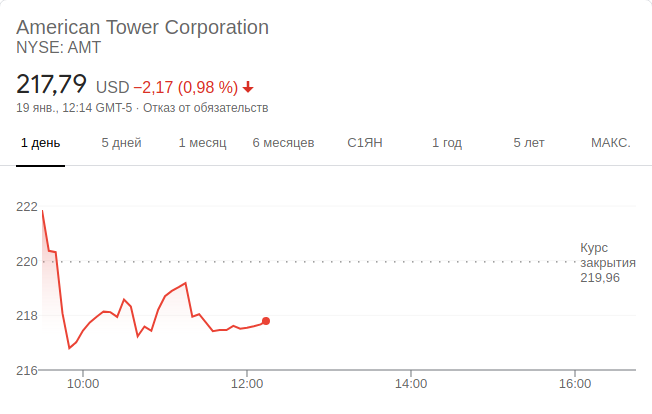 American Tower Corporation
NYSE: AMT
217,79 USD −2,17 (0,98 %)
19 янв., 12:14 GMT-5 · Отказ от обязательств
1 день 5 дней 1 месяц 6 месяцев С1ЯН 1 год 5 лет МАКС.
222
220
218
216
Курс
закрытия
219,96
10:00 12:00 14:00 16:00